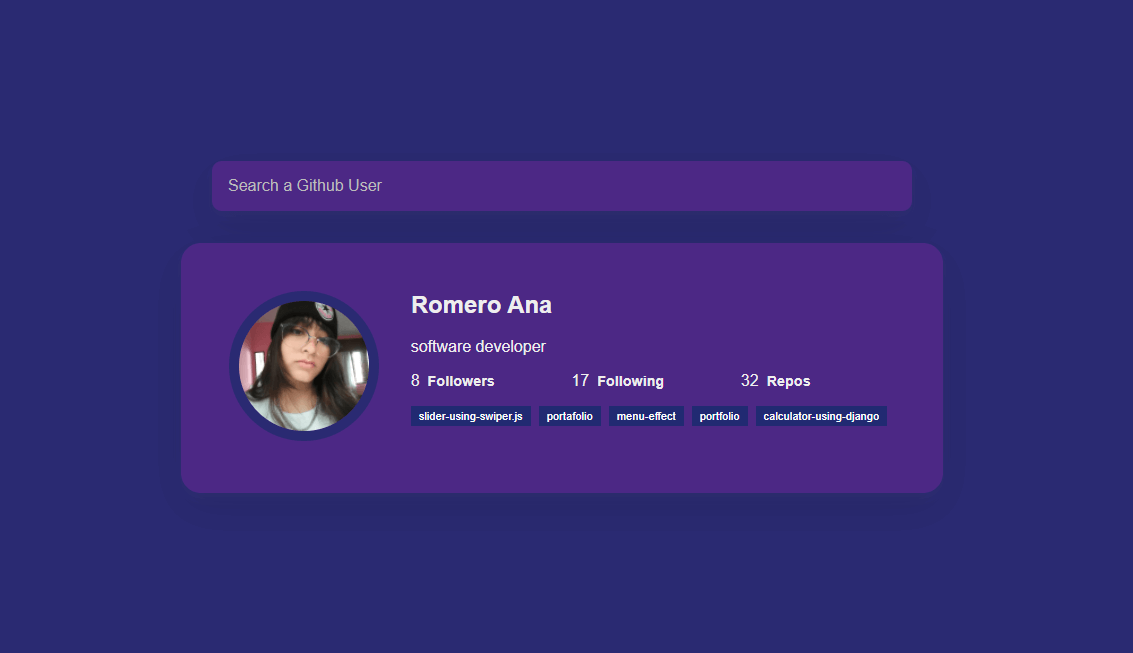 Search a Github User
Romero Ana
software developer
8 Followers 17 Following 32 Repos
slider-using-swiper.js portafolio menu-effect portfolio calculator-using-django